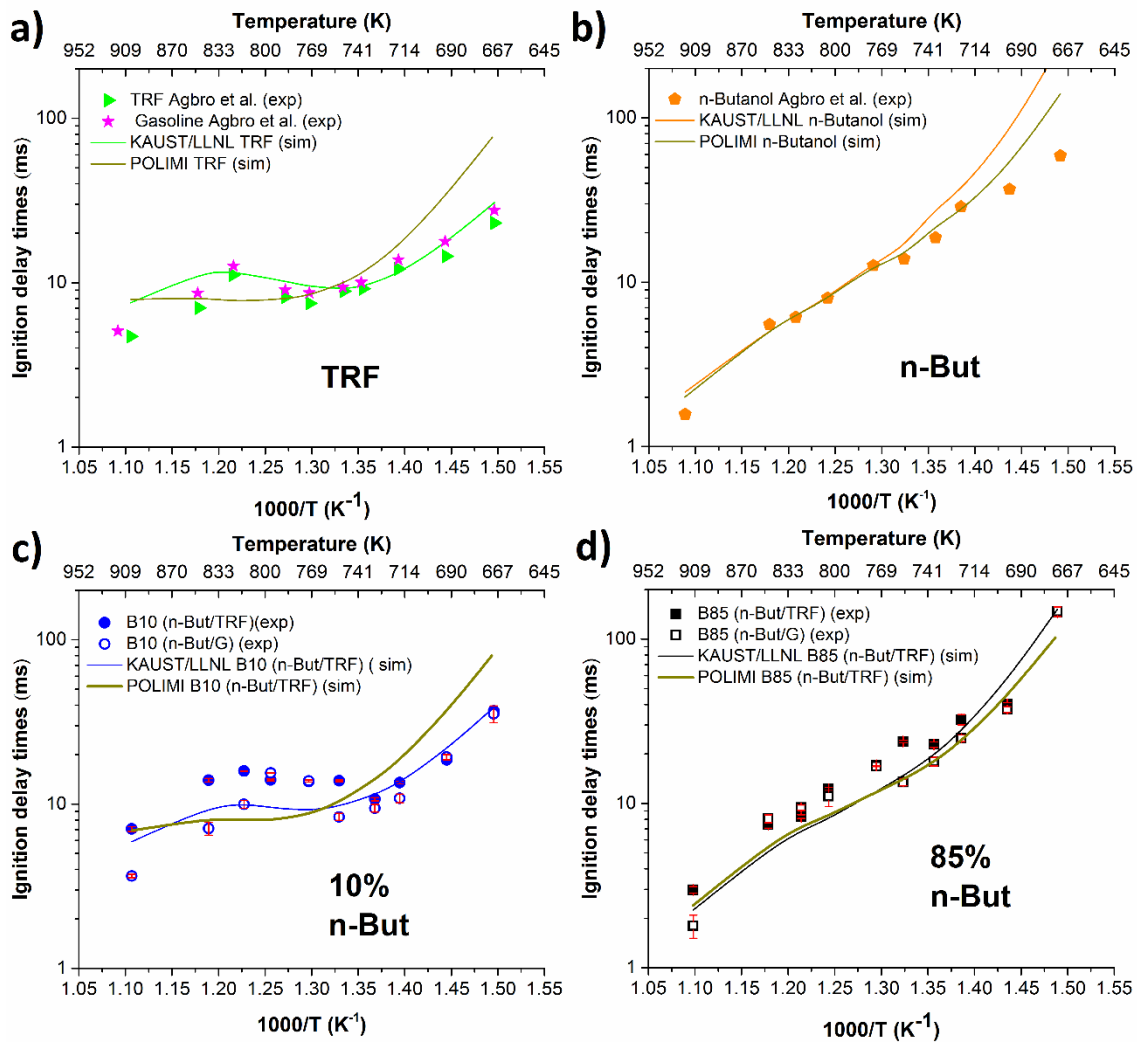 a)
Temperature (K)
952 909 870 833 800 769 741 714 690 667 645
TRF Agbro et al. (exp)
Gasoline Agbro et al. (exp)
KAUST/LLNL TRF (sim)
POLIMI TRF (sim)
Ignition delay times (ms)
100
10
1
TRF
1.05 1.10 1.15 1.20 1.25 1.30 1.35 1.40 1.45 1.50 1.55
1000/T (K-1)
b)
Temperature (K)
952 909 870 833 800 769 741 714 690 667 645
n-Butanol Agbro et al. (exp)
KAUST/LLNL n-Butanol (sim)
POLIMI n-Butanol (sim)
Ignition delay times (ms)
100
10
1
n-But
1.05 1.10 1.15 1.20 1.25 1.30 1.35 1.40 1.45 1.50 1.55
1000/T (K-1)
c)
Temperature (K)
952 909 870 833 800 769 741 714 690 667 645
B10 (n-But/TRF)(exp)
B10 (n-But/G) (exp)
KAUST/LLNL B10 (n-But/TRF) ( sim)
POLIMI B10 (n-But/TRF) (sim)
Ignition delay times (ms)
100
10
1
10%
n-But
1.05 1.10 1.15 1.20 1.25 1.30 1.35 1.40 1.45 1.50 1.55
1000/T (K-1)
d)
Temperature (K)
952 909 870 833 800 769 741 714 690 667 645
B85 (n-But/TRF) (exp)
B85 (n-But/G) (exp)
KAUST/LLNL B85 (n-But/TRF) (sim)
POLIMI B85 (n-But/TRF) (sim)
Ignition delay times (ms)
100
10
1
85%
n-But
1.05 1.10 1.15 1.20 1.25 1.30 1.35 1.40 1.45 1.50 1.55
1000/T (K-1)